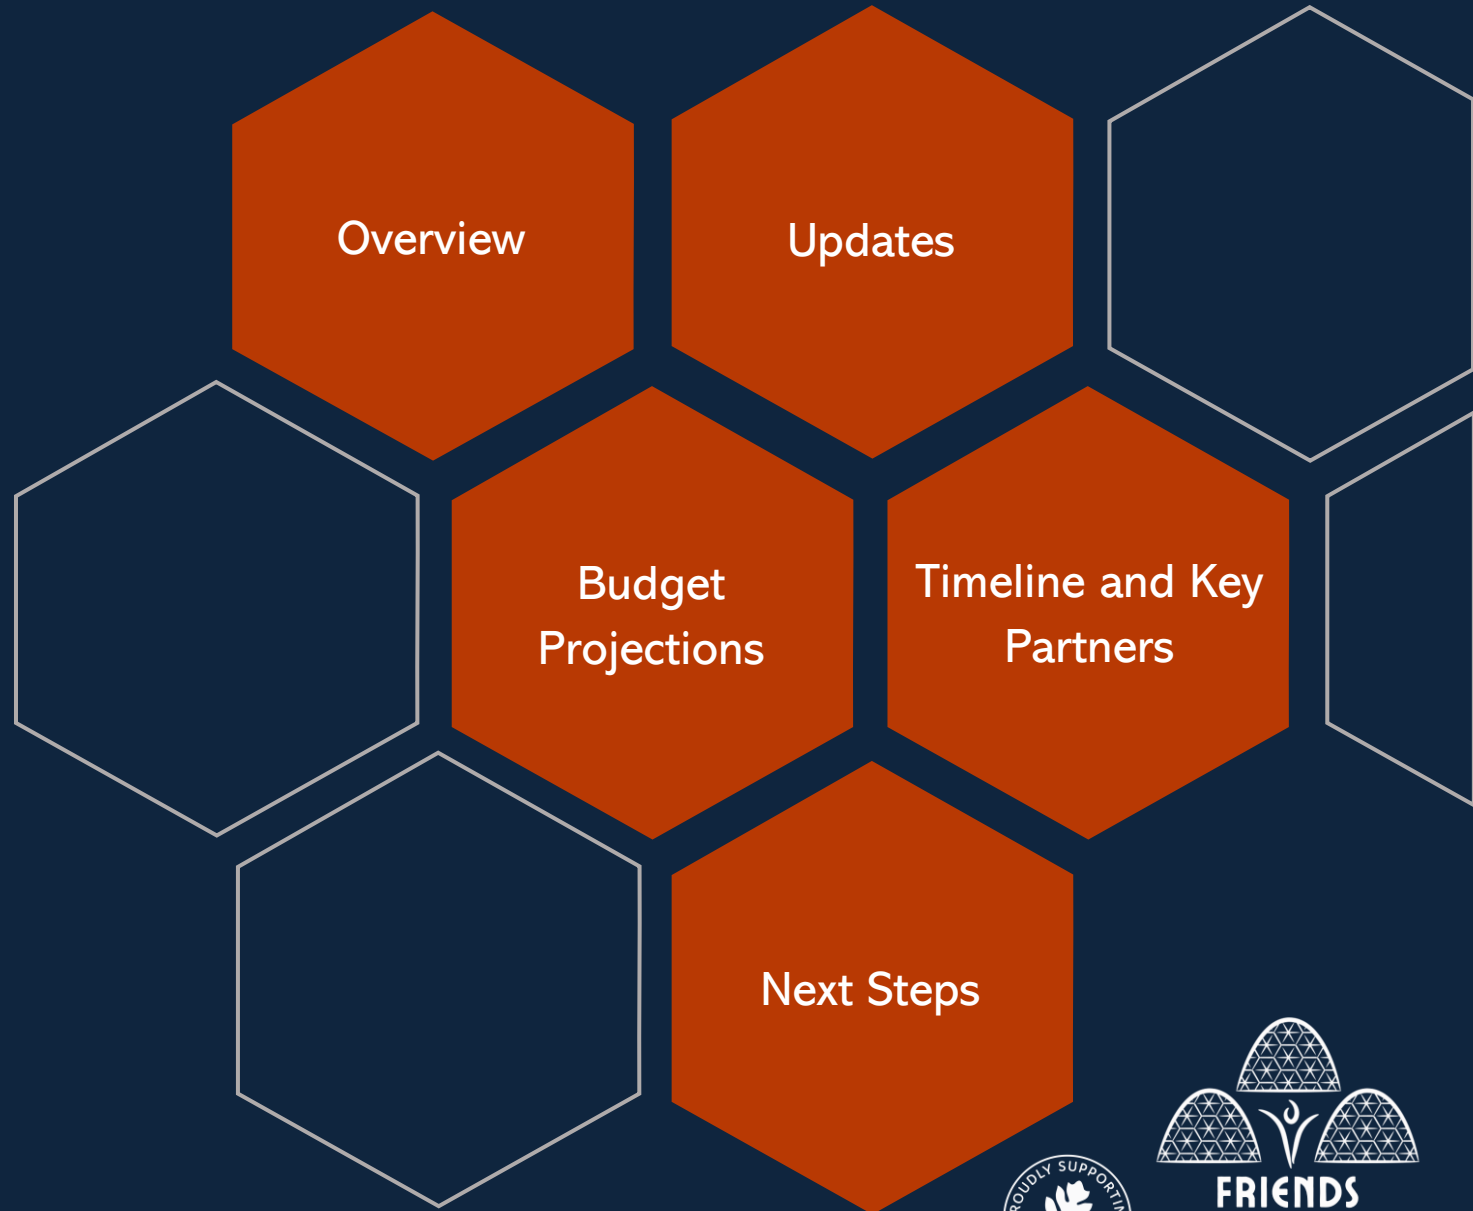 Overview
Updates
Budget
Projections
Timeline and Key
Partners
Next Steps
FRIENDS